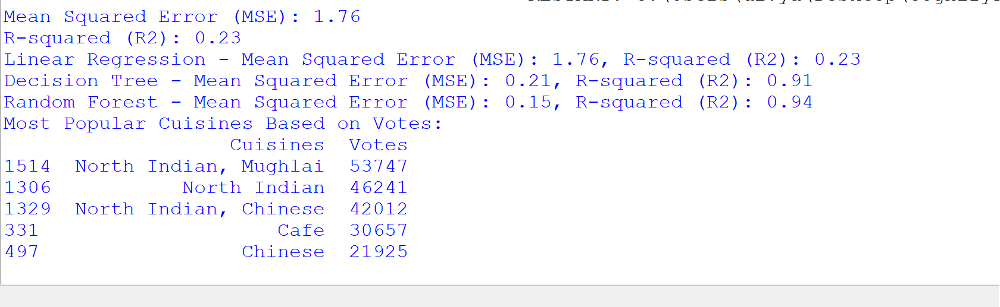 Mean Squared Error (MSE): 1.76
R-squared (R2): 0.23
Linear Regression - Mean Squared Error (MSE): 1.76, R-squared (R2): 0.23
Decision Tree - Mean Squared Error (MSE): 0.21, R-squared (R2): 0.91
Random Forest - Mean Squared Error (MSE): 0.15, R-squared (R2): 0.94
Most Popular Cuisines Based on Votes:
Cuisines  Votes
1514  North Indian, Mughlai  53747
1306  North Indian  46241
1329  North Indian, Chinese  42012
331  Cafe  30657
497  Chinese  21925